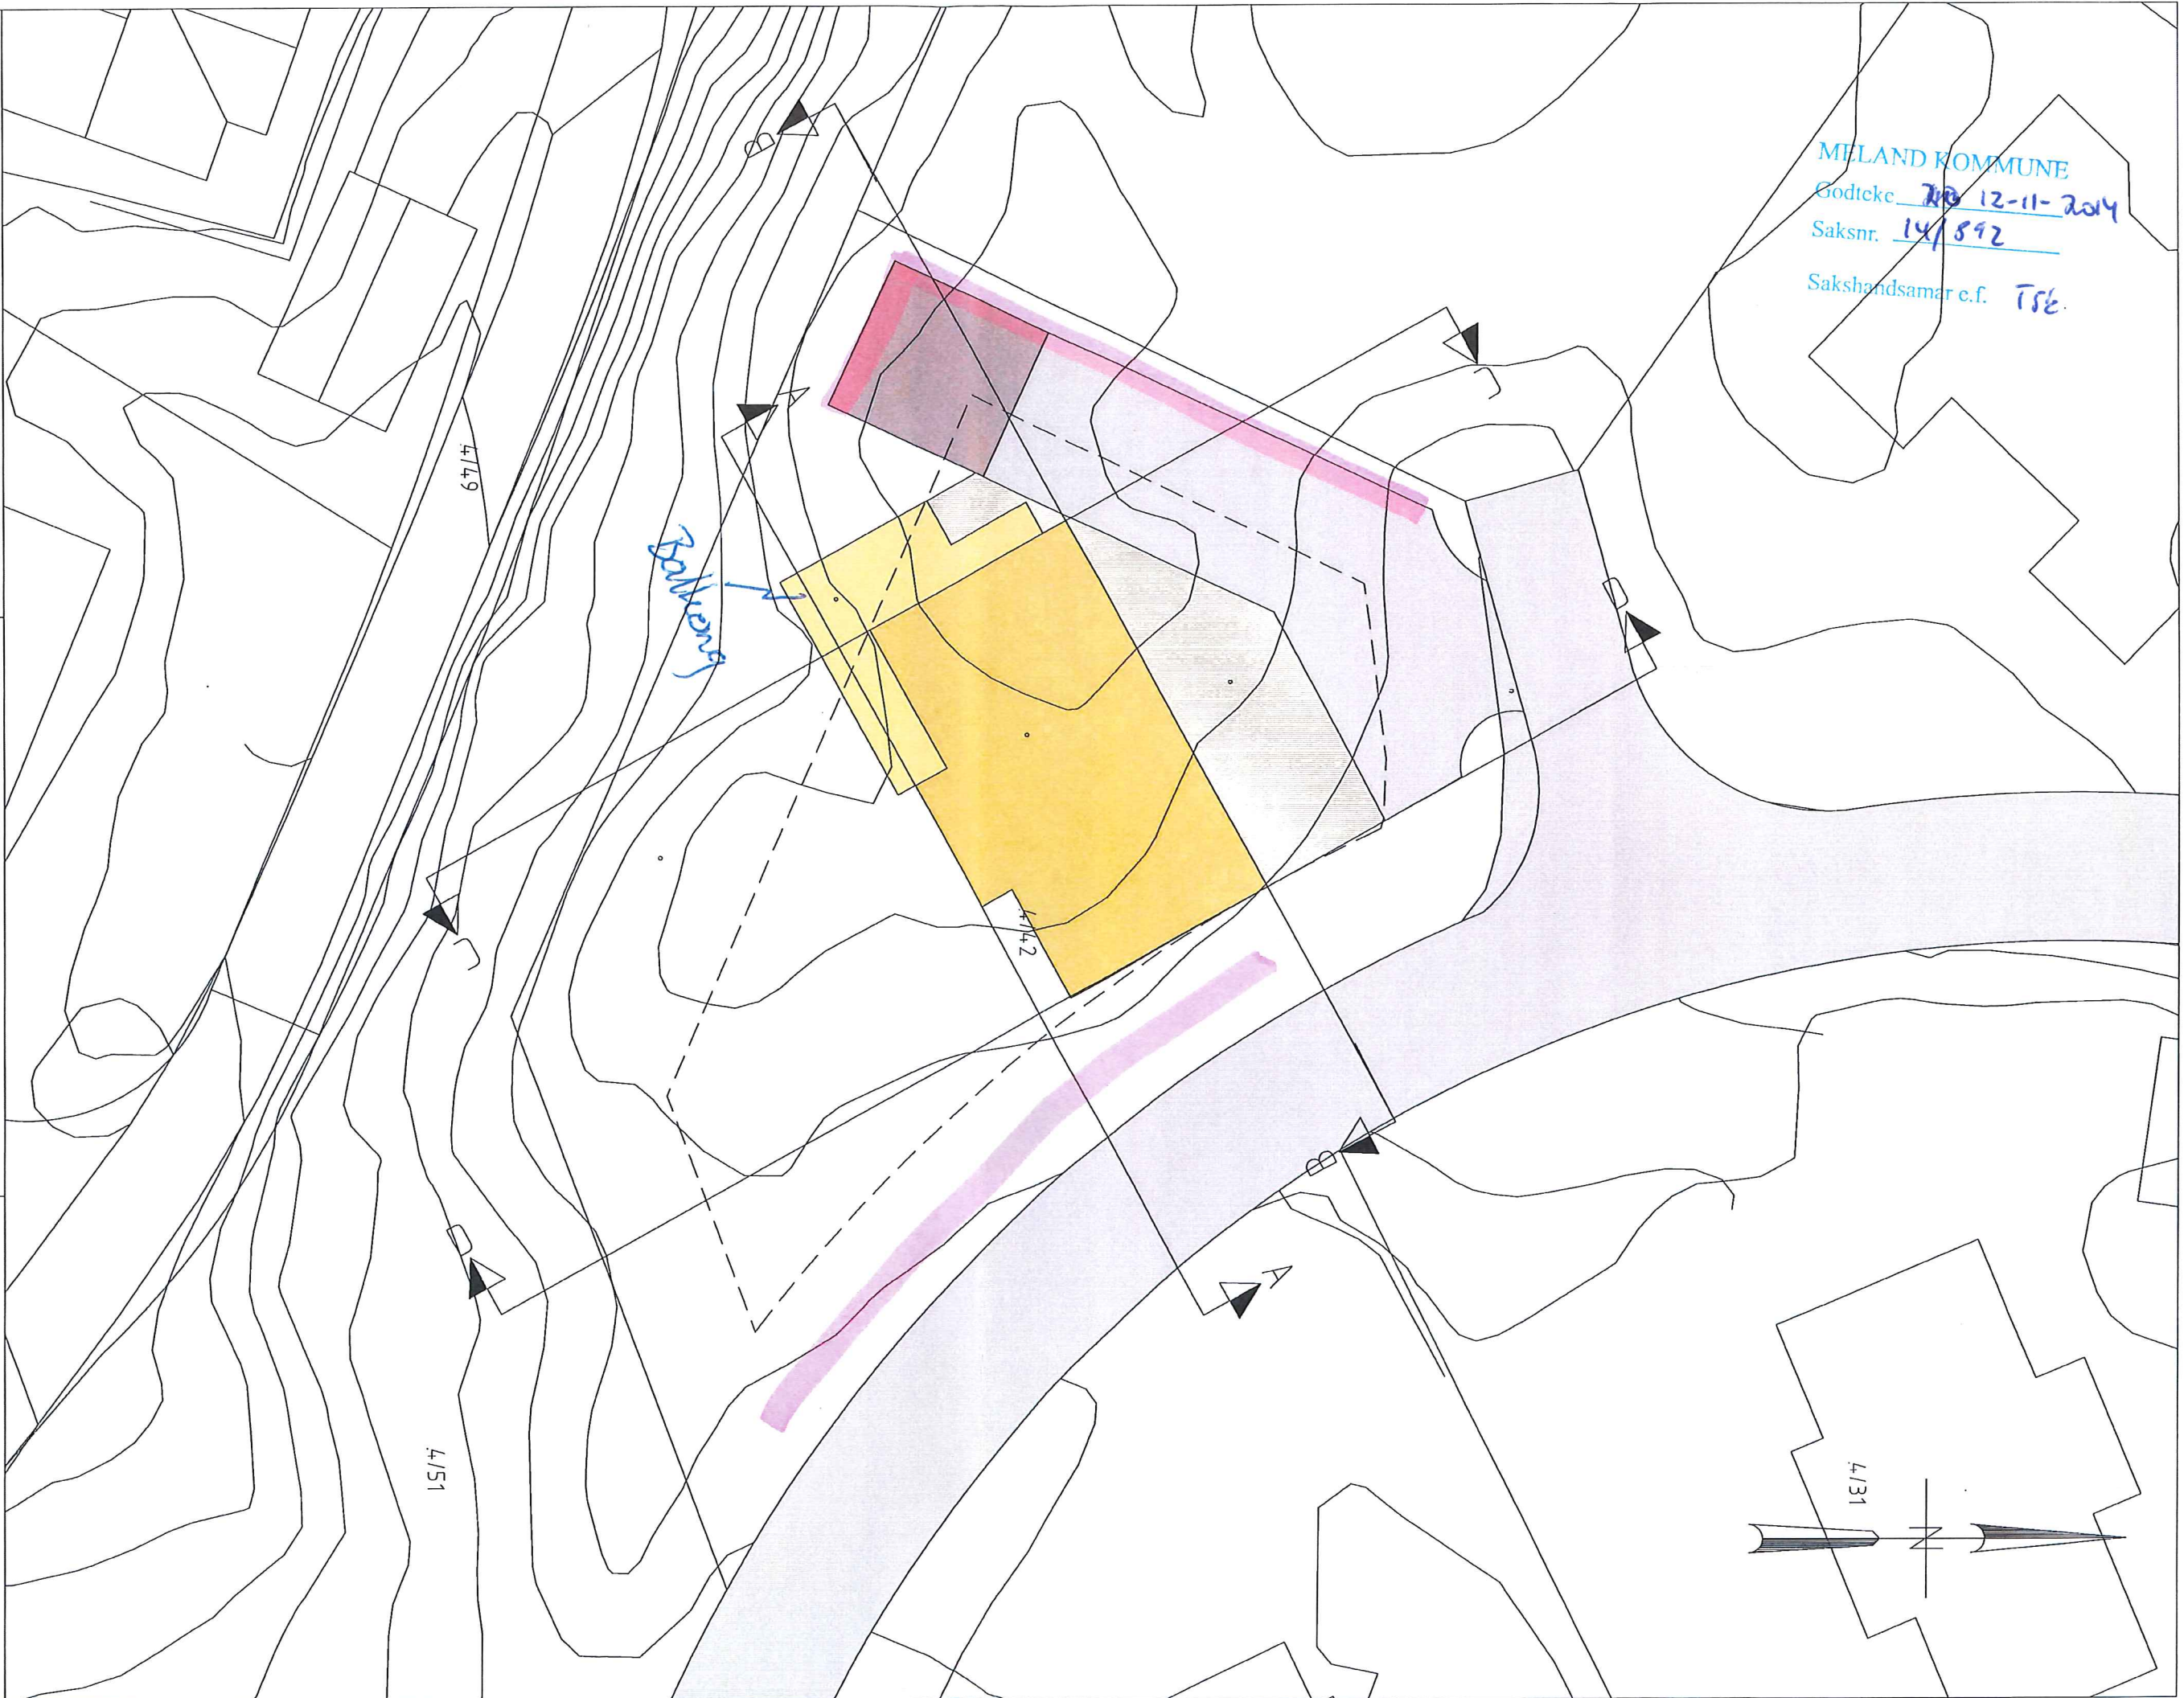 MELAND KOMMUNE
Godteke 12-11-2014
Saksnr. 14/892
Sakshandsamar e.f. TSk.
B
A
C
D
4/49
Balkong
4/42
C
D
B
A
4/51
4/31
N